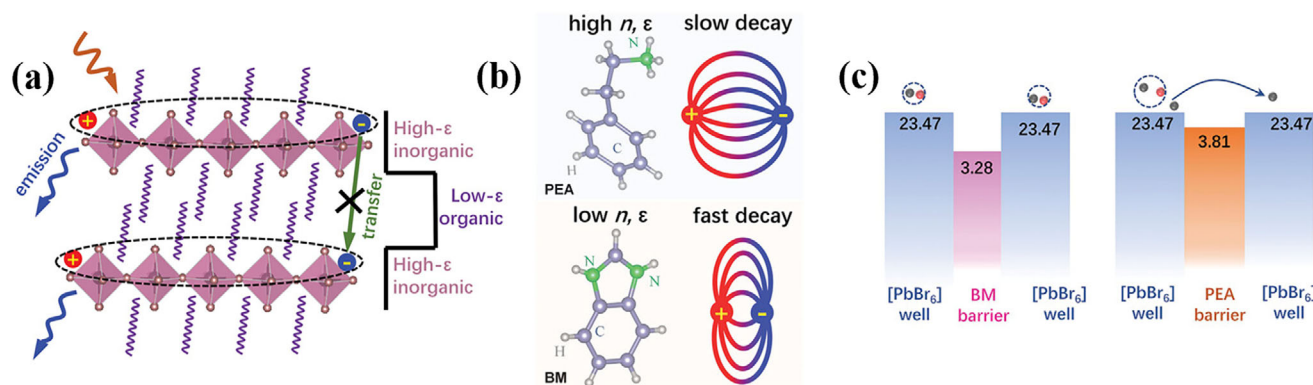 (a)
+
-
emission
transfer
+
-
High-ε
inorganic
Low-ε
organic
High-ε
inorganic
(b)
high n, ε
slow decay
N
C
H
PEA
+
-
low n, ε
fast decay
N
N
C
H
BM
+
-
(c)
23.47
3.28
23.47
[PbBr6]
well
BM
barrier
[PbBr6]
well
23.47
3.81
23.47
[PbBr6]
well
PEA
barrier
[PbBr6]
well